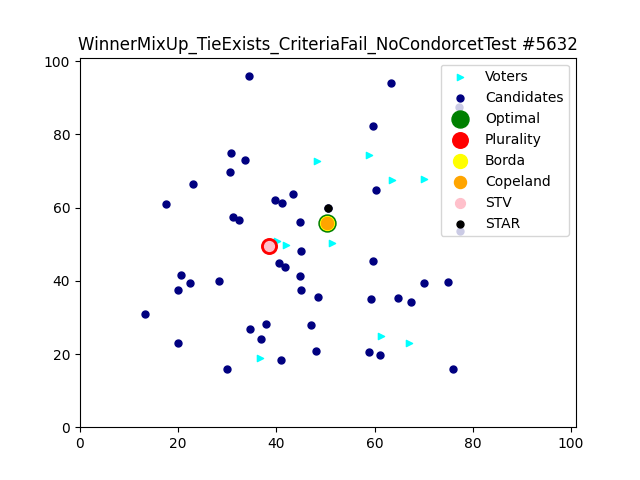 WinnerMixUp_TieExists_CriteriaFail_NoCondorcetTest #5632
100
80
60
40
20
0
0
20
40
60
80
100
Voters
Candidates
Optimal
Plurality
Borda
Copeland
STV
STAR